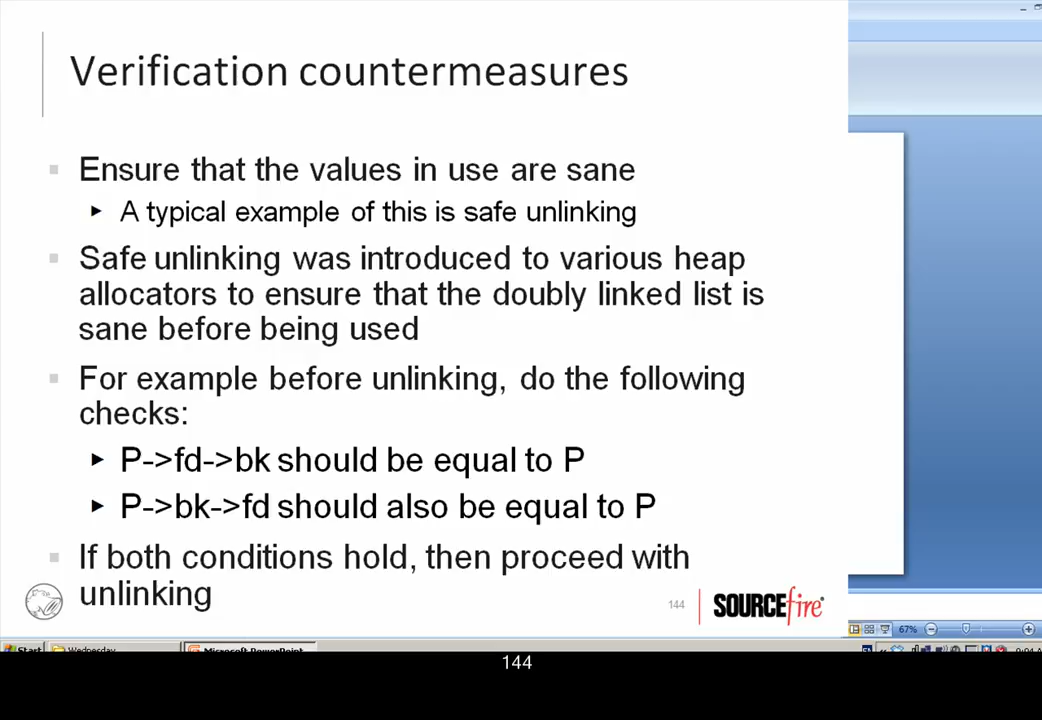 Verification countermeasures
Ensure that the values in use are sane
A typical example of this is safe unlinking
Safe unlinking was introduced to various heap
allocators to ensure that the doubly linked list is
sane before being used
For example before unlinking, do the following
checks:
P->fd->bk should be equal to P
P->bk->fd should also be equal to P
If both conditions hold, then proceed with
unlinking
144
SOURCEfire
67%
Start
Wednesday
Microsoft PowerPoint
144